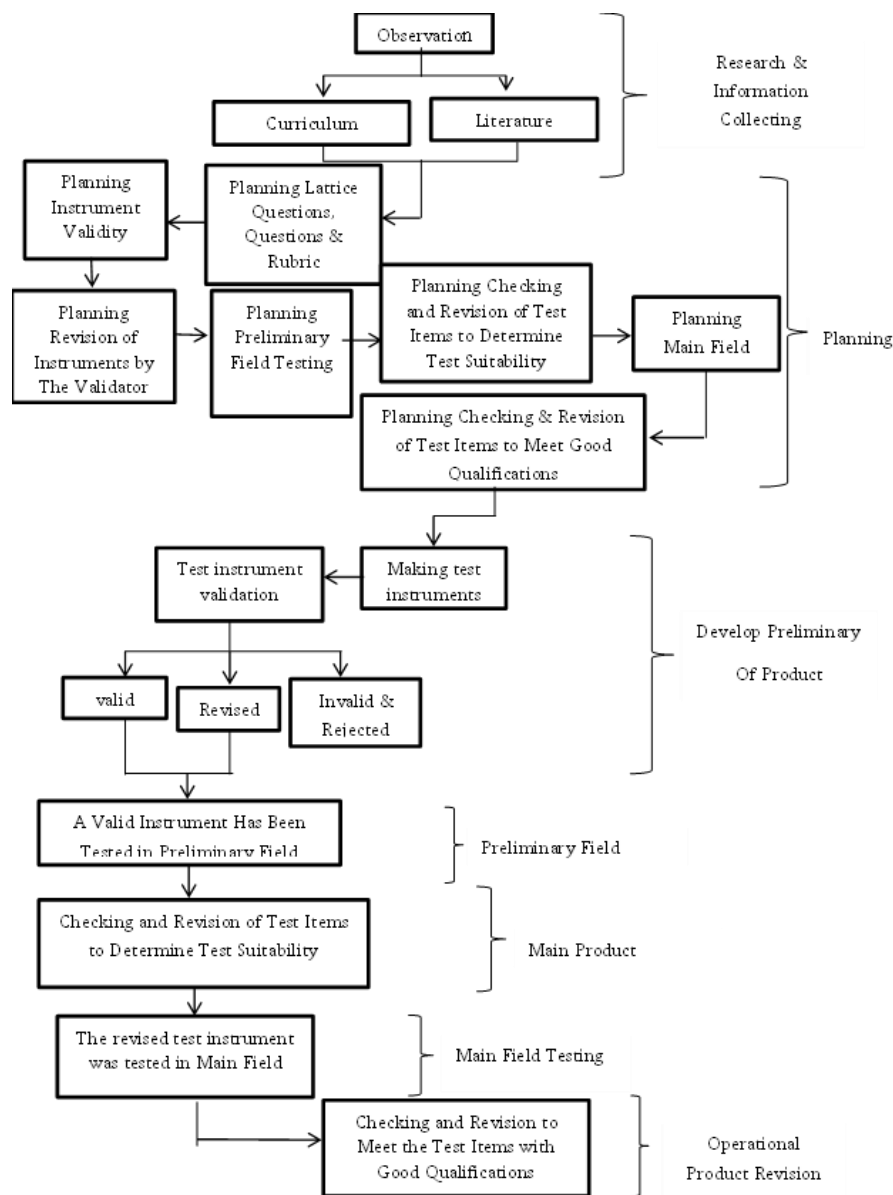 Observation
Research &
Information
Collecting
Curriculum
Literature
Planning
Instrument
Validity
Planning Lattice
Questions,
Questions &
Rubric
Planning
Revision of
Instruments by
The Validator
Planning
Preliminary
Field Testing
Planning Checking
and Revision of Test
Items to Determine
Test Suitability
Planning
Main Field
Planning
Planning Checking & Revision
of Test Items to Meet Good
Qualifications
Test instrument
validation
Making test
instruments
Develop Preliminary
Of Product
valid
Revised
Invalid &
Rejected
A Valid Instrument Has Been
Tested in Preliminary Field
Preliminary Field
Checking and Revision of Test Items
to Determine Test Suitability
Main Product
The revised test instrument
was tested in Main Field
Main Field Testing
Checking and Revision to
Meet the Test Items with
Good Qualifications
Operational
Product Revision